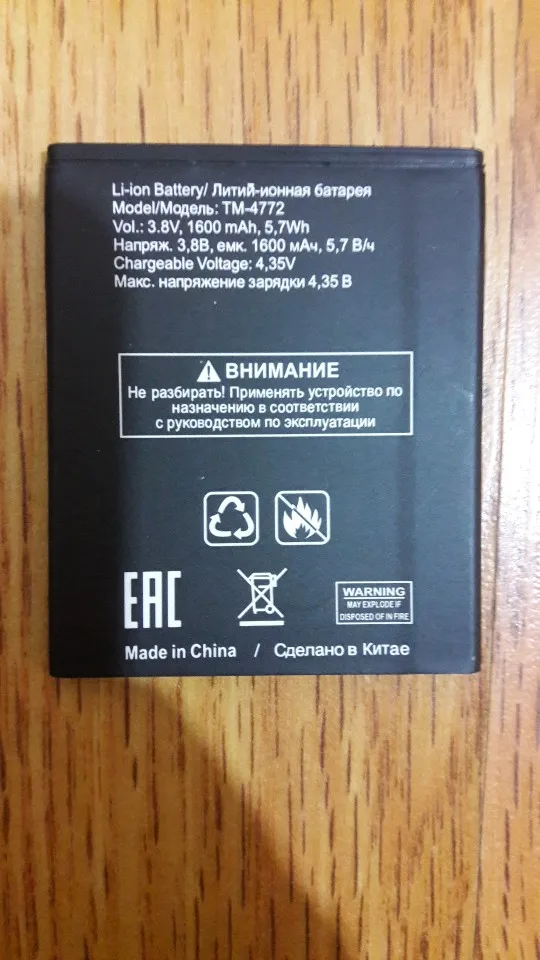 Li-ion Battery/ Литий-ионная батарея
Model/Модель: TM-4772
Vol.: 3.8V, 1600 mAh, 5,7Wh
Напряж. 3,8В, емк. 1600 мАч, 5,7 В/ч
Chargeable Voltage: 4,35V
Макс. напряжение зарядки 4,35 В
ВНИМАНИЕ
Не разбирать! Применять устройство по
назначению в соответствии
с руководством по эксплуатации
EAC
WARNING
MAY EXPLODE IF
DISPOSED OF IN FIRE
Made in China / Сделано в Китае